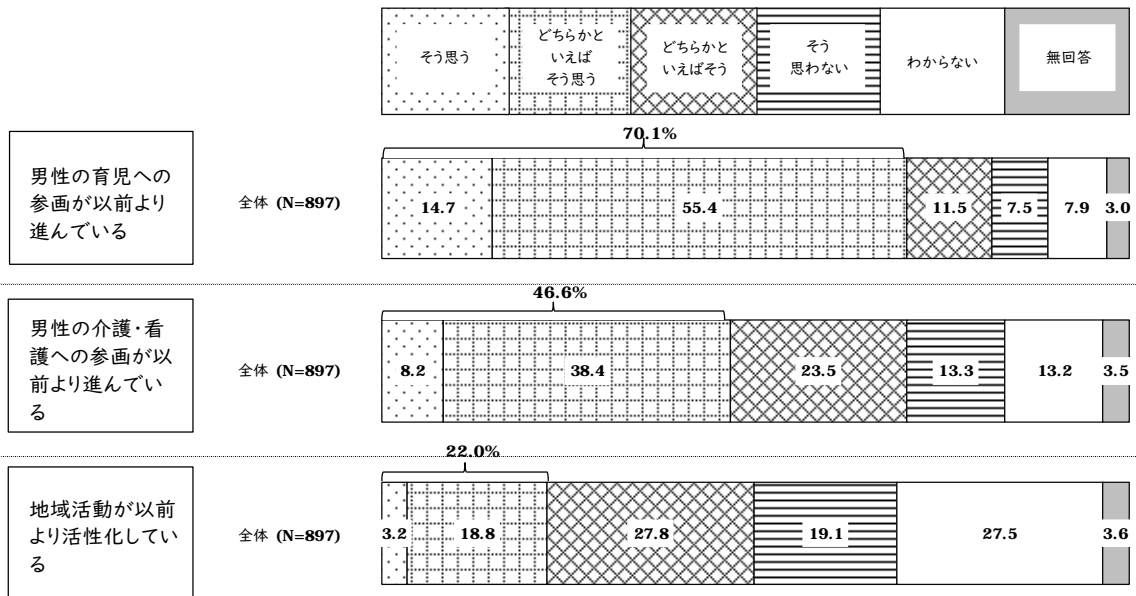 そう思う
どちらかと
いえば
そう思う
どちらかと
いえばそう
そう
思わない
わからない
無回答
70.1%
男性の育児への
参画が以前より
進んでいる
全体 (N=897)
14.7
55.4
11.5
7.5
7.9
3.0
46.6%
男性の介護・看
護への参画が以
前より進んでい
る
全体 (N=897)
8.2
38.4
23.5
13.3
13.2
3.5
22.0%
地域活動が以前
より活性化してい
る
全体 (N=897)
3.2
18.8
27.8
19.1
27.5
3.6